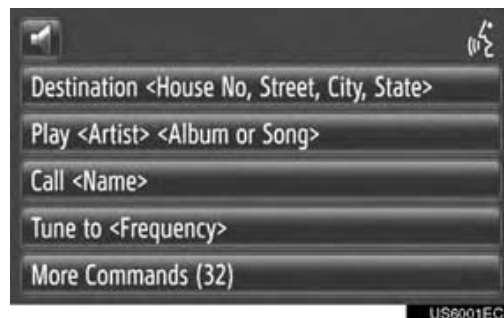 Destination <House No, Street, City, State>
Play <Artist> <Album or Song>
Call <Name>
Tune to <Frequency>
More Commands (32)
US6001EC